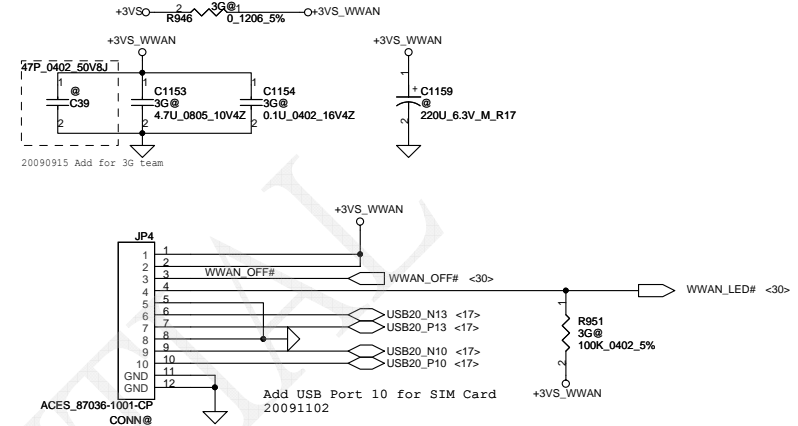 +3VS 2 3G@ 1 +3VS_WWAN
R946 0_1206_5%
+3VS_WWAN
+3VS_WWAN
47P_0402_50V8J
1 @ C39 2
1 C1153 3G@ 4.7U_0805_10V4Z 2
1 C1154 3G@ 0.1U_0402_16V4Z 2
1 + C1159 @ 220U_6.3V_M_R17 2
20090915 Add for 3G team
+3VS_WWAN
JP4
1 1
2 2
3 3 WWAN_OFF# WWAN_OFF# <30>
4 4 WWAN_LED# <30>
5 5
6 6 USB20_N13 <17>
7 7 USB20_P13 <17>
8 8
9 9 USB20_N10 <17>
10 10 USB20_P10 <17>
GND 11
GND 12
1 R951 3G@ 100K_0402_5% 2
+3VS_WWAN
Add USB Port 10 for SIM Card
20091102
ACES_87036-1001-CP
CONN@